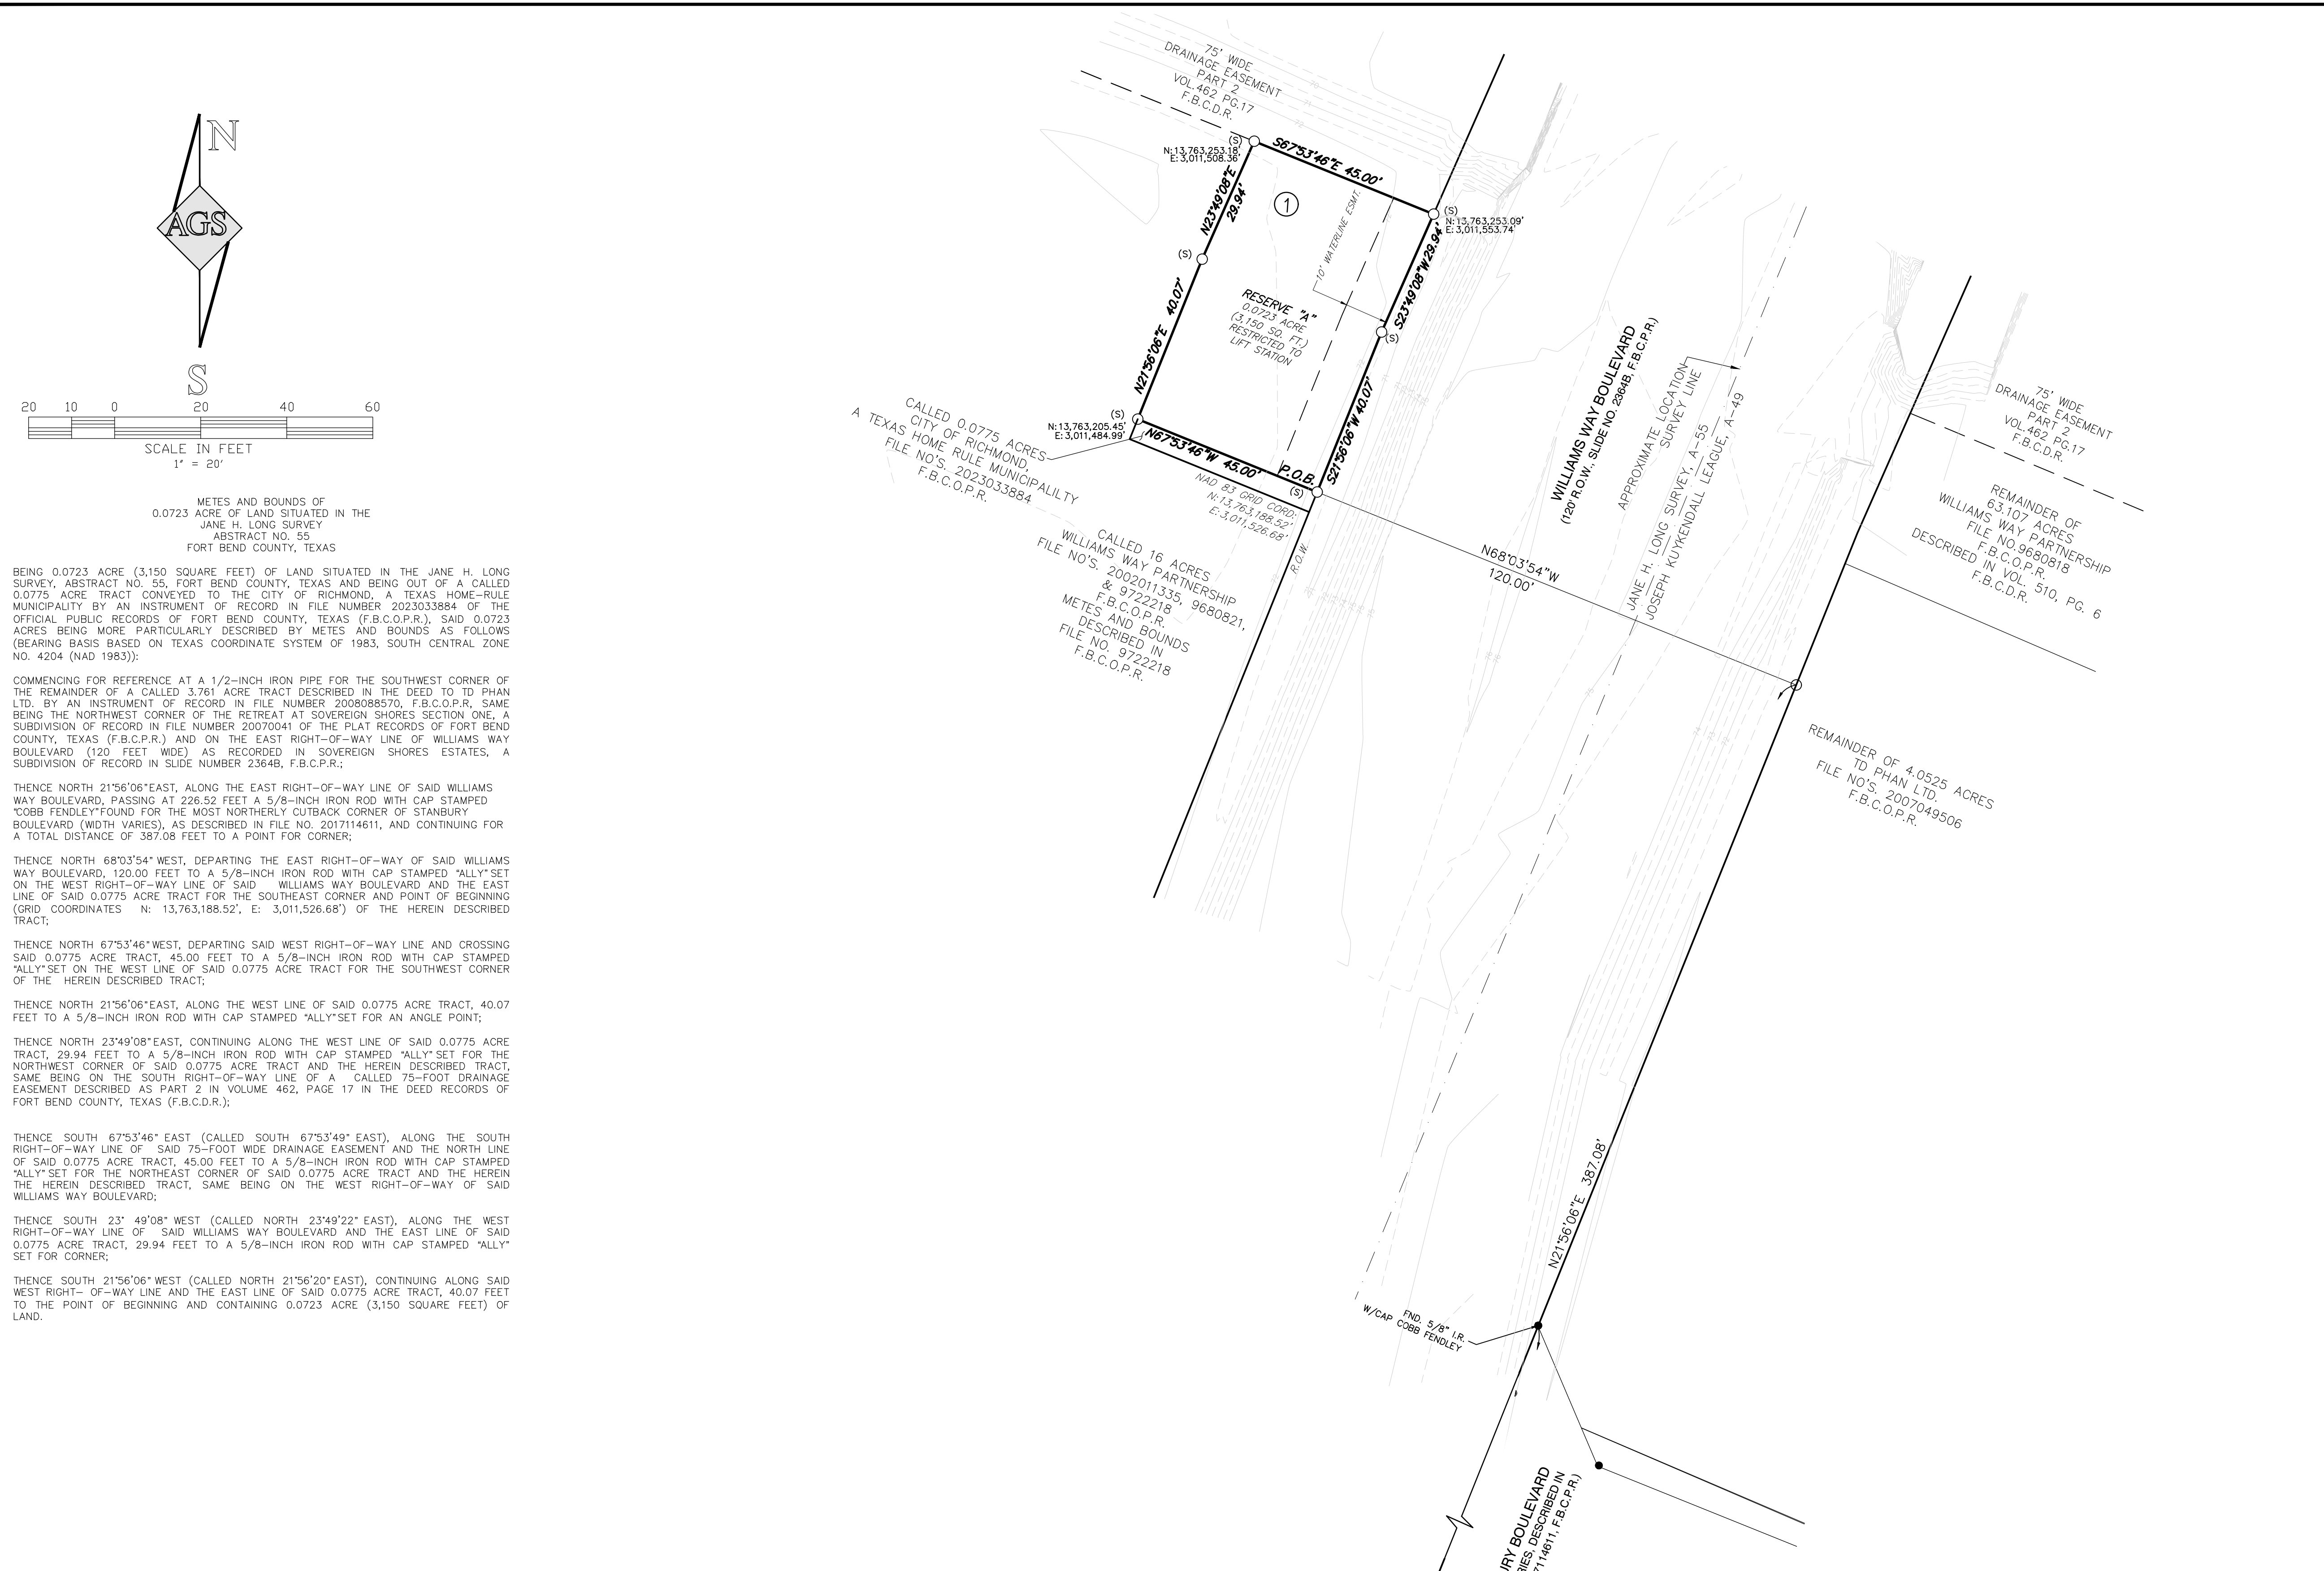 N
AGS
S
20 10 0 20 40 60
SCALE IN FEET
1" = 20'
METES AND BOUNDS OF
0.0723 ACRE OF LAND SITUATED IN THE
JANE H. LONG SURVEY
ABSTRACT NO. 55
FORT BEND COUNTY, TEXAS
BEING 0.0723 ACRE (3,150 SQUARE FEET) OF LAND SITUATED IN THE JANE H. LONG
SURVEY, ABSTRACT NO. 55, FORT BEND COUNTY, TEXAS AND BEING OUT OF A CALLED
0.0775 ACRE TRACT CONVEYED TO THE CITY OF RICHMOND, A TEXAS HOME-RULE
MUNICIPALITY BY AN INSTRUMENT OF RECORD IN FILE NUMBER 2023033884 OF THE
OFFICIAL PUBLIC RECORDS OF FORT BEND COUNTY, TEXAS (F.B.C.O.P.R.), SAID 0.0723
ACRES BEING MORE PARTICULARLY DESCRIBED BY METES AND BOUNDS AS FOLLOWS
(BEARING BASIS BASED ON TEXAS COORDINATE SYSTEM OF 1983, SOUTH CENTRAL ZONE
NO. 4204 (NAD 1983)):
COMMENCING FOR REFERENCE AT A 1/2-INCH IRON PIPE FOR THE SOUTHWEST CORNER OF
THE REMAINDER OF A CALLED 3.761 ACRE TRACT DESCRIBED IN THE DEED TO TD PHAN
LTD. BY AN INSTRUMENT OF RECORD IN FILE NUMBER 2008088570, F.B.C.O.P.R, SAME
BEING THE NORTHWEST CORNER OF THE RETREAT AT SOVEREIGN SHORES SECTION ONE, A
SUBDIVISION OF RECORD IN FILE NUMBER 20070041 OF THE PLAT RECORDS OF FORT BEND
COUNTY, TEXAS (F.B.C.P.R.) AND ON THE EAST RIGHT-OF-WAY LINE OF WILLIAMS WAY
BOULEVARD (120 FEET WIDE) AS RECORDED IN SOVEREIGN SHORES ESTATES, A
SUBDIVISION OF RECORD IN SLIDE NUMBER 2364B, F.B.C.P.R.;
THENCE NORTH 21°56'06" EAST, ALONG THE EAST RIGHT-OF-WAY LINE OF SAID WILLIAMS
WAY BOULEVARD, PASSING AT 226.52 FEET A 5/8-INCH IRON ROD WITH CAP STAMPED
"COBB FENDLEY" FOUND FOR THE MOST NORTHERLY CUTBACK CORNER OF STANBURY
BOULEVARD (WIDTH VARIES), AS DESCRIBED IN FILE NO. 2017114611, AND CONTINUING FOR
A TOTAL DISTANCE OF 387.08 FEET TO A POINT FOR CORNER;
THENCE NORTH 68°03'54" WEST, DEPARTING THE EAST RIGHT-OF-WAY OF SAID WILLIAMS
WAY BOULEVARD, 120.00 FEET TO A 5/8-INCH IRON ROD WITH CAP STAMPED "ALLY" SET
ON THE WEST RIGHT-OF-WAY LINE OF SAID WILLIAMS WAY BOULEVARD AND THE EAST
LINE OF SAID 0.0775 ACRE TRACT FOR THE SOUTHEAST CORNER AND POINT OF BEGINNING
(GRID COORDINATES N: 13,763,188.52', E: 3,011,526.68') OF THE HEREIN DESCRIBED
TRACT;
THENCE NORTH 67°53'46" WEST, DEPARTING SAID WEST RIGHT-OF-WAY LINE AND CROSSING
SAID 0.0775 ACRE TRACT, 45.00 FEET TO A 5/8-INCH IRON ROD WITH CAP STAMPED
"ALLY" SET ON THE WEST LINE OF SAID 0.0775 ACRE TRACT FOR THE SOUTHWEST CORNER
OF THE HEREIN DESCRIBED TRACT;
THENCE NORTH 21°56'06" EAST, ALONG THE WEST LINE OF SAID 0.0775 ACRE TRACT, 40.07
FEET TO A 5/8-INCH IRON ROD WITH CAP STAMPED "ALLY" SET FOR AN ANGLE POINT;
THENCE NORTH 23°49'08" EAST, CONTINUING ALONG THE WEST LINE OF SAID 0.0775 ACRE
TRACT, 29.94 FEET TO A 5/8-INCH IRON ROD WITH CAP STAMPED "ALLY" SET FOR THE
NORTHWEST CORNER OF SAID 0.0775 ACRE TRACT AND THE HEREIN DESCRIBED TRACT,
SAME BEING ON THE SOUTH RIGHT-OF-WAY LINE OF A CALLED 75-FOOT DRAINAGE
EASEMENT DESCRIBED AS PART 2 IN VOLUME 462, PAGE 17 IN THE DEED RECORDS OF
FORT BEND COUNTY, TEXAS (F.B.C.D.R.);
THENCE SOUTH 67°53'46" EAST (CALLED SOUTH 67°53'49" EAST), ALONG THE SOUTH
RIGHT-OF-WAY LINE OF SAID 75-FOOT WIDE DRAINAGE EASEMENT AND THE NORTH LINE
OF SAID 0.0775 ACRE TRACT, 45.00 FEET TO A 5/8-INCH IRON ROD WITH CAP STAMPED
"ALLY" SET FOR THE NORTHEAST CORNER OF SAID 0.0775 ACRE TRACT AND THE HEREIN
THE HEREIN DESCRIBED TRACT, SAME BEING ON THE WEST RIGHT-OF-WAY OF SAID
WILLIAMS WAY BOULEVARD;
THENCE SOUTH 23° 49'08" WEST (CALLED NORTH 23°49'22" EAST), ALONG THE WEST
RIGHT-OF-WAY LINE OF SAID WILLIAMS WAY BOULEVARD AND THE EAST LINE OF SAID
0.0775 ACRE TRACT, 29.94 FEET TO A 5/8-INCH IRON ROD WITH CAP STAMPED "ALLY"
SET FOR CORNER;
THENCE SOUTH 21°56'06" WEST (CALLED NORTH 21°56'20" EAST), CONTINUING ALONG SAID
WEST RIGHT- OF-WAY LINE AND THE EAST LINE OF SAID 0.0775 ACRE TRACT, 40.07 FEET
TO THE POINT OF BEGINNING AND CONTAINING 0.0723 ACRE (3,150 SQUARE FEET) OF
LAND.
75' WIDE
DRAINAGE EASEMENT
PART 2
VOL.462 PG.17
F.B.C.D.R.
(S)
N: 13,763,253.18'
E: 3,011,508.36'
S67°53'46"E 45.00'
1
N23°49'08"E
29.94'
10' WATERLINE ESMT.
(S)
N: 13,763,253.09'
E: 3,011,553.74'
(S)
S23°49'08"W 29.94'
(S)
RESERVE "A"
0.0723 ACRE
(3,150 SQ. FT.)
RESTRICTED TO
LIFT STATION
N21°56'06"E 40.07'
S21°56'06"W 40.07'
(S)
N: 13,763,205.45'
E: 3,011,484.99'
N67°53'46"W 45.00'
P.O.B.
(S)
NAD 83 GRID CORD:
N: 13,763,188.52'
E: 3,011,526.68'
CALLED 0.0775 ACRES
CITY OF RICHMOND,
A TEXAS HOME RULE MUNICIPALILTY
FILE NO'S. 2023033884
F.B.C.O.P.R.
CALLED 16 ACRES
WILLIAMS WAY PARTNERSHIP
FILE NO'S. 2002011335, 9680821,
& 9722218
F.B.C.O.P.R.
METES AND BOUNDS
DESCRIBED IN
FILE NO. 9722218
F.B.C.O.P.R.
R.O.W.
WILLIAMS WAY BOULEVARD
(120' R.O.W., SLIDE NO. 2364B, F.B.C.P.R.)
APPROXIMATE LOCATION
SURVEY LINE
JANE H. LONG SURVEY, A-55
JOSEPH KUYKENDALL LEAGUE, A-49
N68°03'54"W
120.00'
75' WIDE
DRAINAGE EASEMENT
PART 2
VOL.462 PG.17
F.B.C.D.R.
REMAINDER OF
63.107 ACRES
WILLIAMS WAY PARTNERSHIP
FILE NO.9680818
F.B.C.O.P.R.
DESCRIBED IN VOL. 510, PG. 6
F.B.C.D.R.
REMAINDER OF 4.0525 ACRES
TD PHAN LTD.
FILE NO'S. 2007049506
F.B.C.O.P.R.
N21°56'06"E 387.08'
FND. 5/8" I.R.
W/CAP COBB FENDLEY
URY BOULEVARD
RIES, DESCRIBED IN
7114611, F.B.C.P.R.)